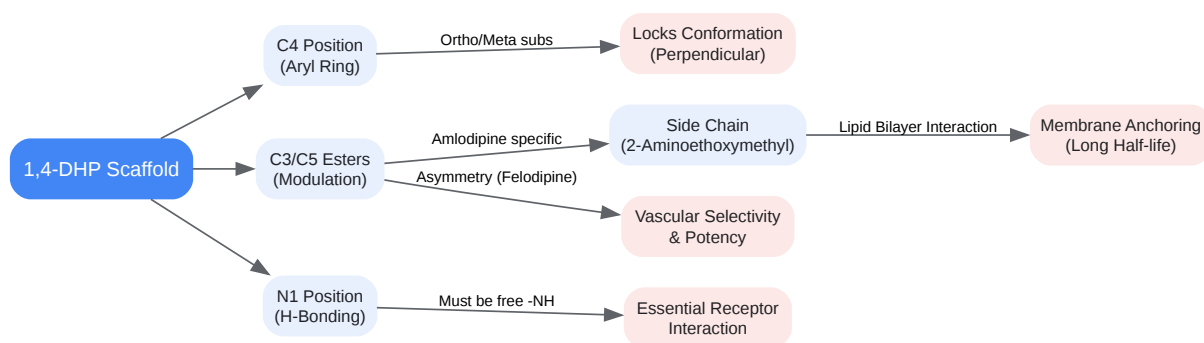 C4 Position
(Aryl Ring)
Ortho/Meta subs
Locks Conformation
(Perpendicular)
1,4-DHP Scaffold
C3/C5 Esters
(Modulation)
Amlodipine specific
Side Chain
(2-Aminoethoxymethyl)
Lipid Bilayer Interaction
Membrane Anchoring
(Long Half-life)
Asymmetry (Felodipine)
Vascular Selectivity
& Potency
N1 Position
(H-Bonding)
Must be free -NH
Essential Receptor
Interaction